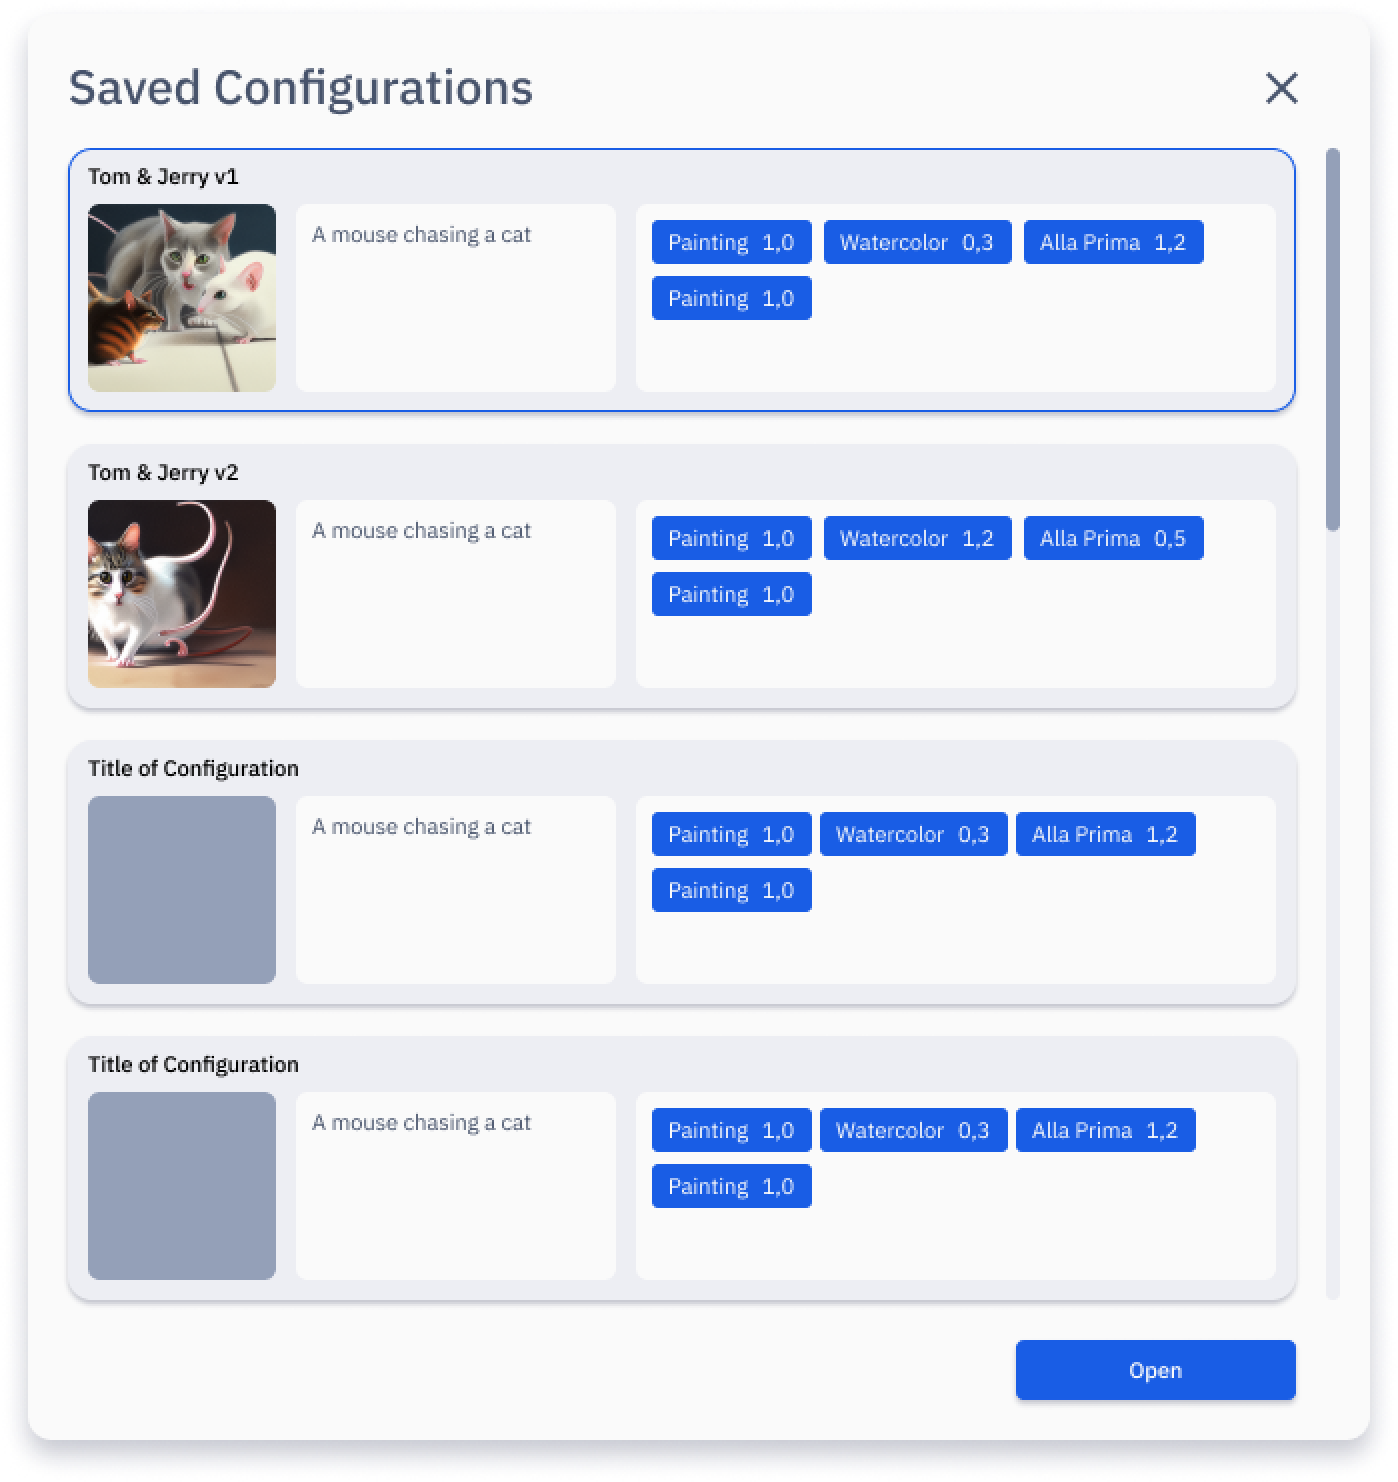 Saved Configurations
Tom & Jerry v1
A mouse chasing a cat
Painting 1,0 Watercolor 0,3 Alla Prima 1,2
Painting 1,0
Tom & Jerry v2
A mouse chasing a cat
Painting 1,0 Watercolor 1,2 Alla Prima 0,5
Painting 1,0
Title of Configuration
A mouse chasing a cat
Painting 1,0 Watercolor 0,3 Alla Prima 1,2
Painting 1,0
Title of Configuration
A mouse chasing a cat
Painting 1,0 Watercolor 0,3 Alla Prima 1,2
Painting 1,0
Open